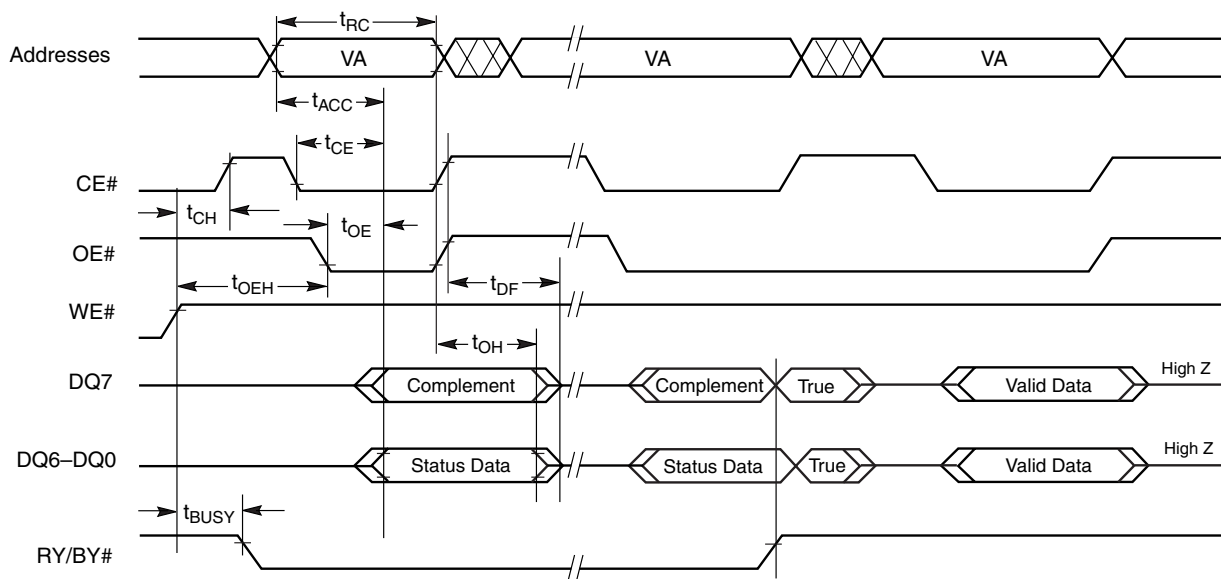 tRC
Addresses VA VA VA
tACC
tCE
CE#
tCH tOE
OE#
tOEH tDF
WE#
tOH
DQ7 Complement Complement True Valid Data High Z
DQ6–DQ0 Status Data Status Data True Valid Data High Z
tBUSY
RY/BY#